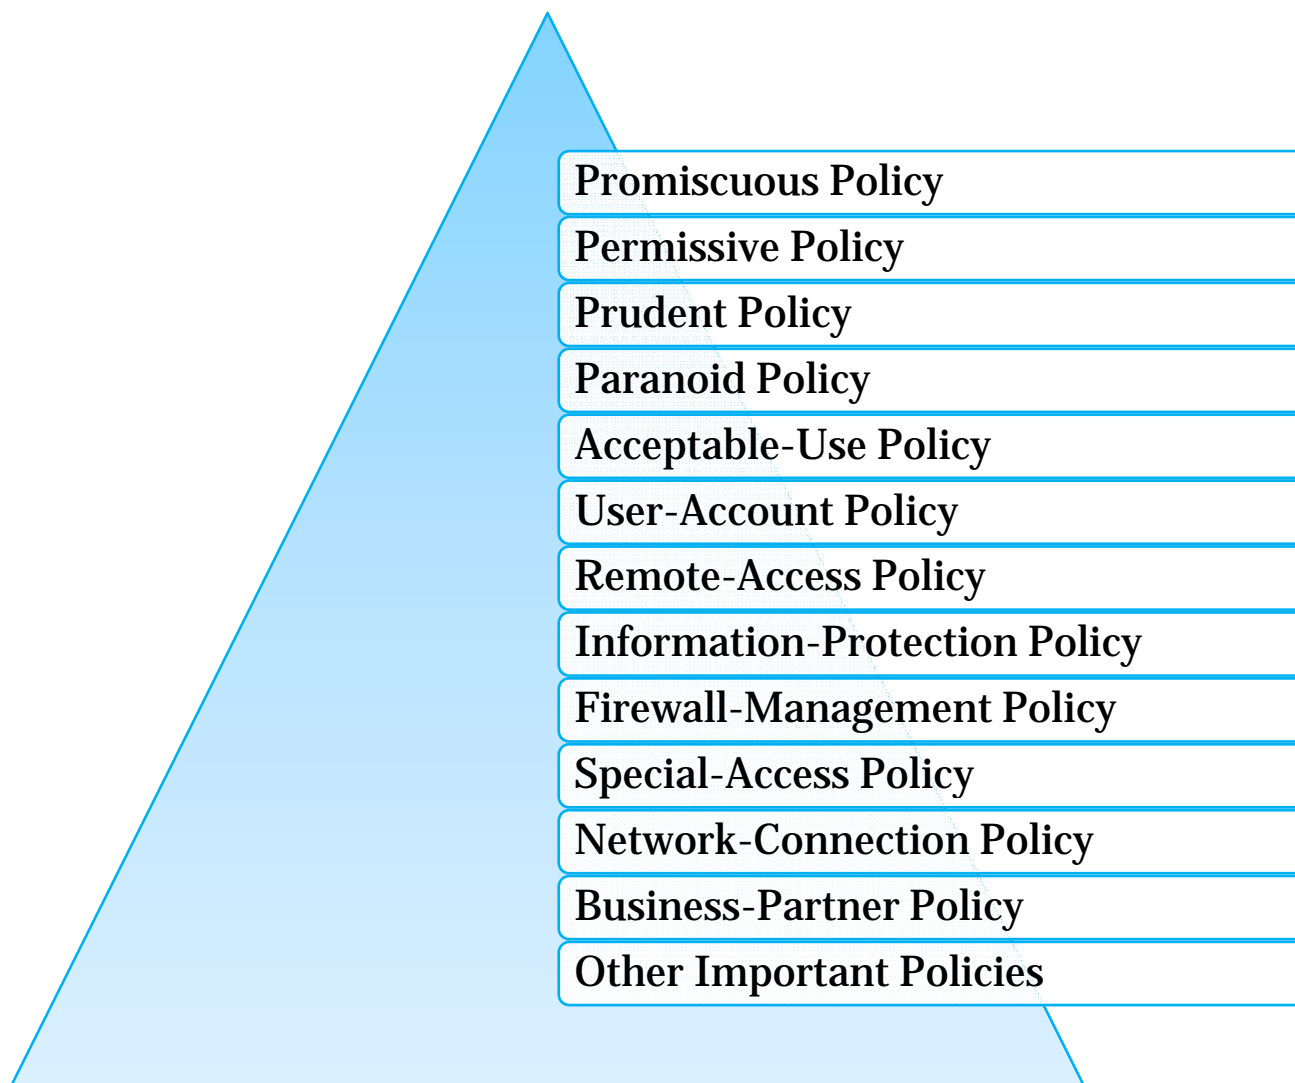 Promiscuous Policy
Permissive Policy
Prudent Policy
Paranoid Policy
Acceptable-Use Policy
User-Account Policy
Remote-Access Policy
Information-Protection Policy
Firewall-Management Policy
Special-Access Policy
Network-Connection Policy
Business-Partner Policy
Other Important Policies